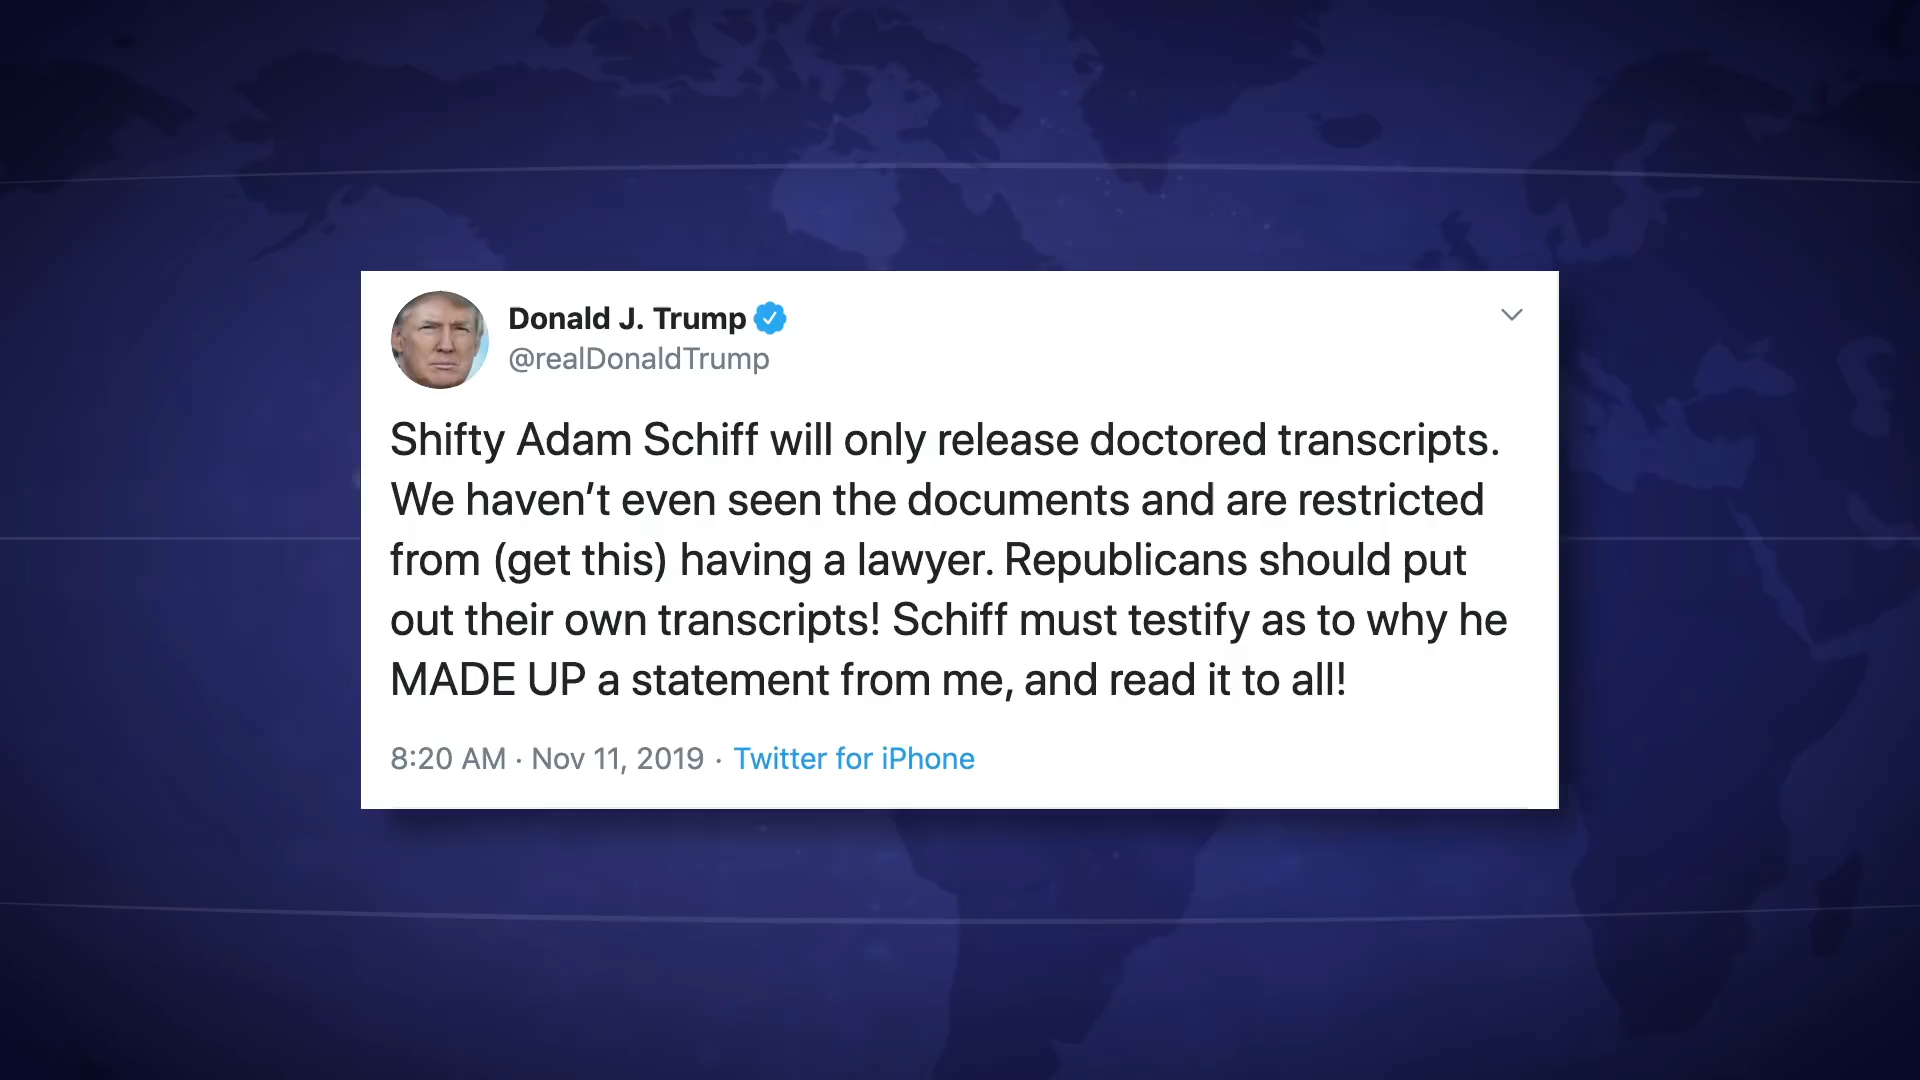 Donald J. Trump
@realDonaldTrump
Shifty Adam Schiff will only release doctored transcripts.
We haven’t even seen the documents and are restricted
from (get this) having a lawyer. Republicans should put
out their own transcripts! Schiff must testify as to why he
MADE UP a statement from me, and read it to all!
8:20 AM · Nov 11, 2019 · Twitter for iPhone